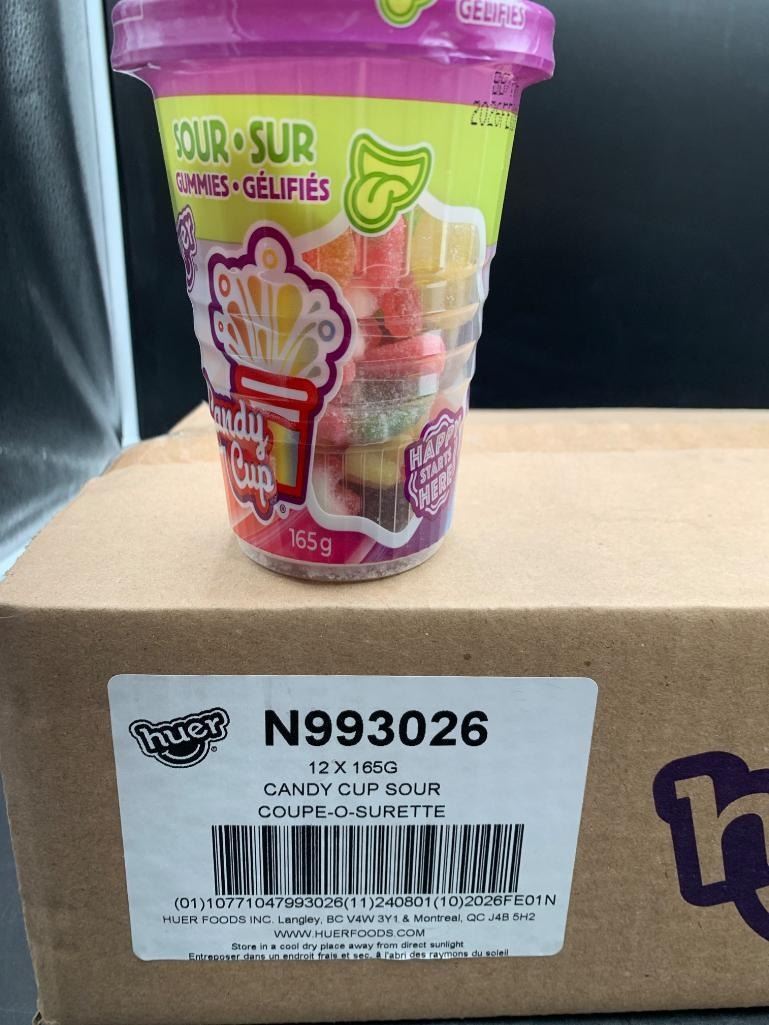 GÉLIFIÉS
SOUR • SUR
GUMMIES • GÉLIFIÉS
Cup
HAPPY
STARTS
HERE
165g
huer
N993026
12 X 165G
CANDY CUP SOUR
COUPE-O-SURETTE
(01)10771047993026(11)240801(10)2026FE01N
HUER FOODS INC. Langley, BC V4W 3Y1 & Montreal, QC J4B 5H2
WWW.HUERFOODS.COM
Store in a cool dry place away from direct sunlight
Entreposer dans un endroit frais et sec, à l'abri des raymons du soleil
h